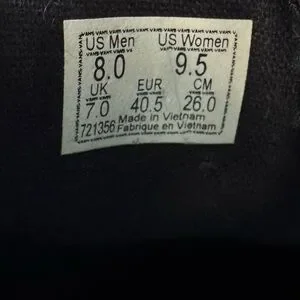 US Men US Women
8.0 9.5
UK EUR CM
7.0 40.5 26.0
Made in Vietnam
721356 Fabrique en Vietnam